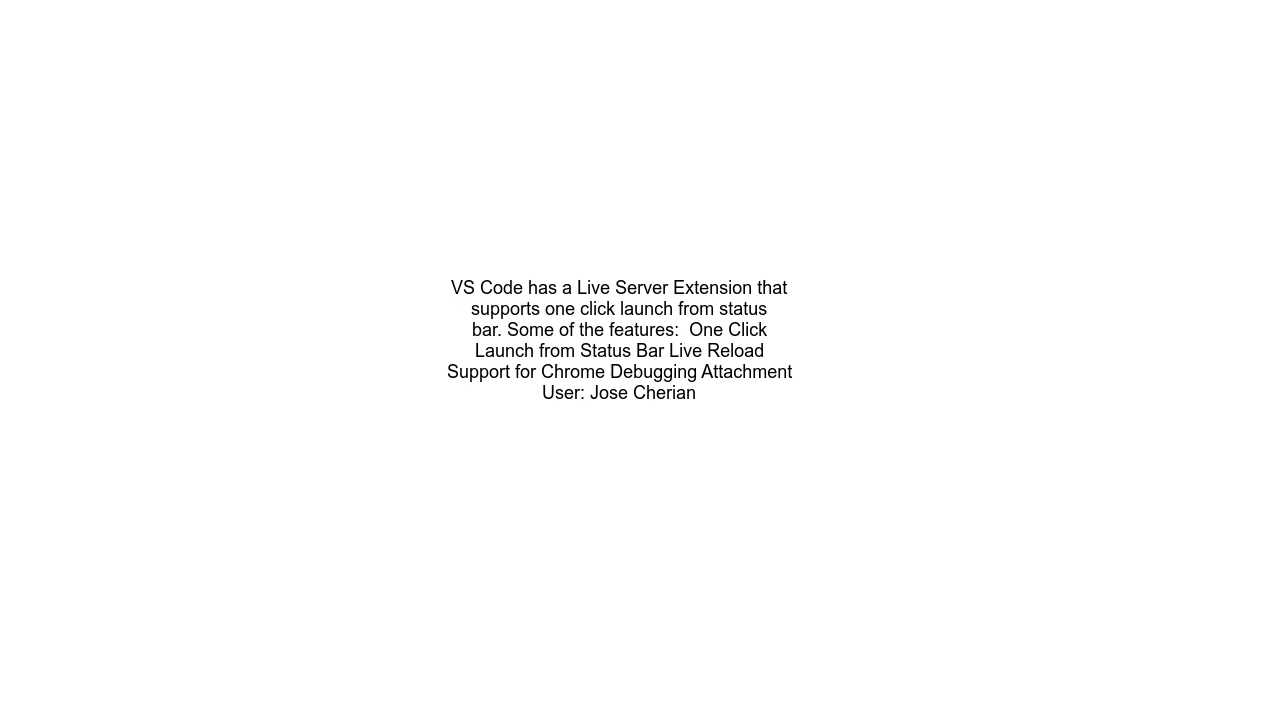 VS Code has a Live Server Extension that
supports one click launch from status
bar. Some of the features:  One Click
Launch from Status Bar Live Reload
Support for Chrome Debugging Attachment
User: Jose Cherian